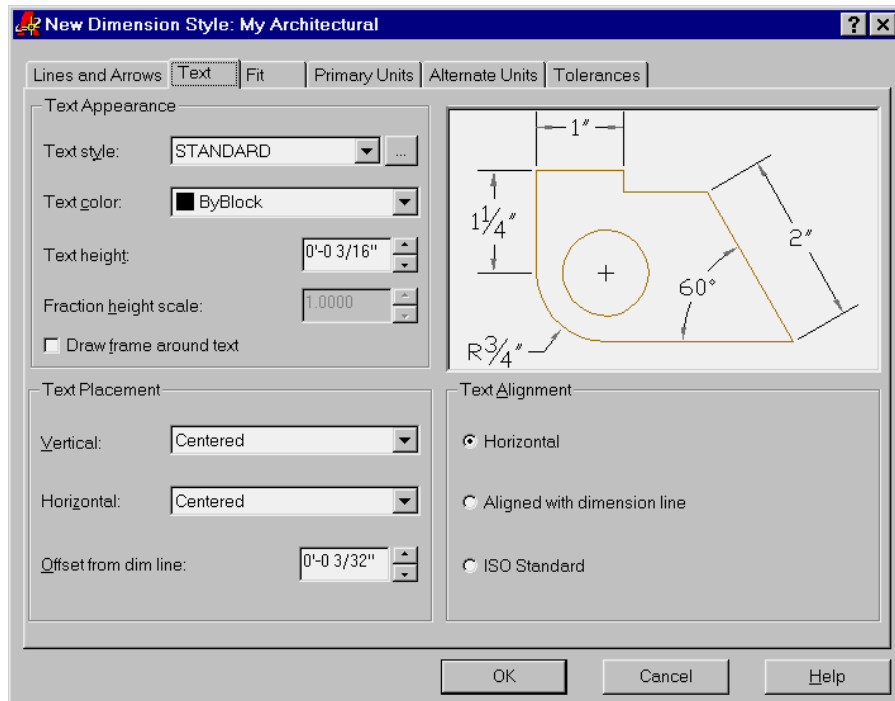 New Dimension Style: My Architectural
Lines and Arrows Text Fit Primary Units Alternate Units Tolerances
Text Appearance
Text style: STANDARD ...
Text color: ByBlock
Text height: 0'-0 3/16"
Fraction height scale: 1.0000
Draw frame around text
1"
1 1/4"
2"
60°
R3/4"
Text Placement
Vertical: Centered
Horizontal: Centered
Offset from dim line: 0'-0 3/32"
Text Alignment
Horizontal
Aligned with dimension line
ISO Standard
OK Cancel Help